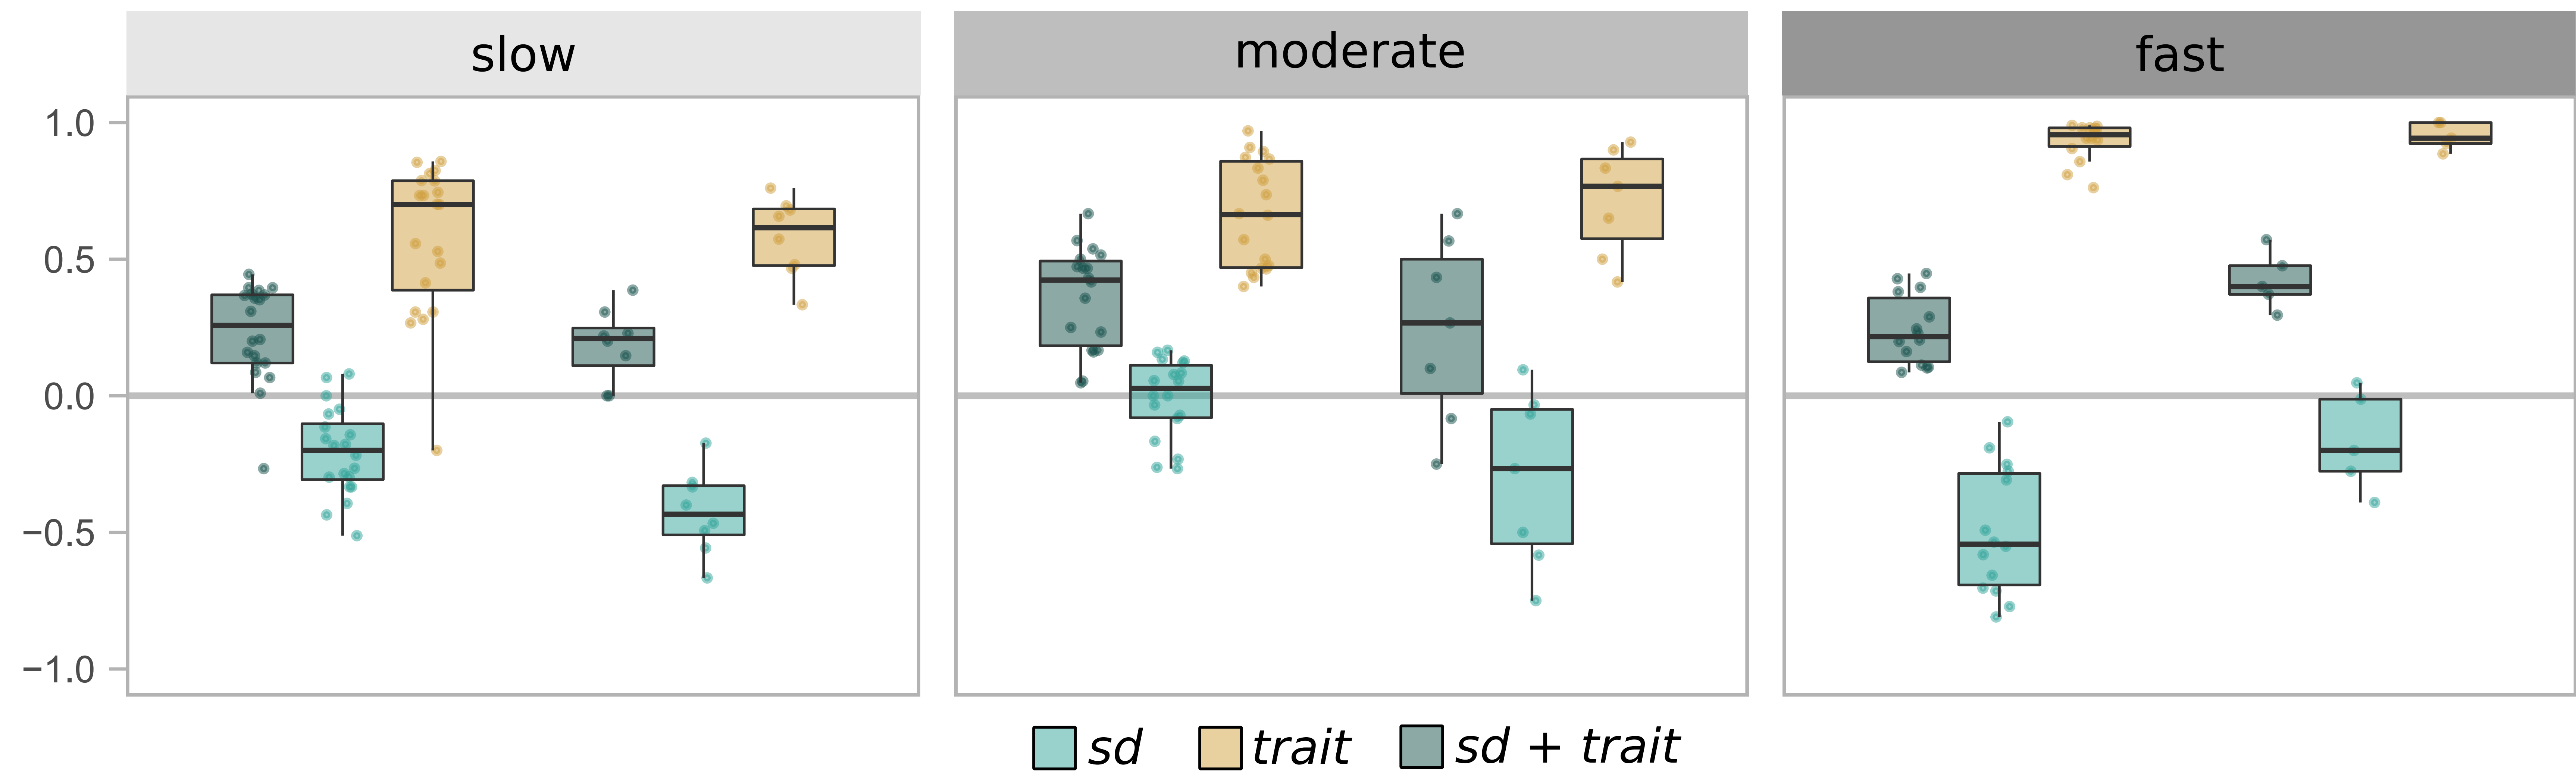 slow moderate fast
1.0
0.5
0.0
−0.5
−1.0
sd trait sd + trait